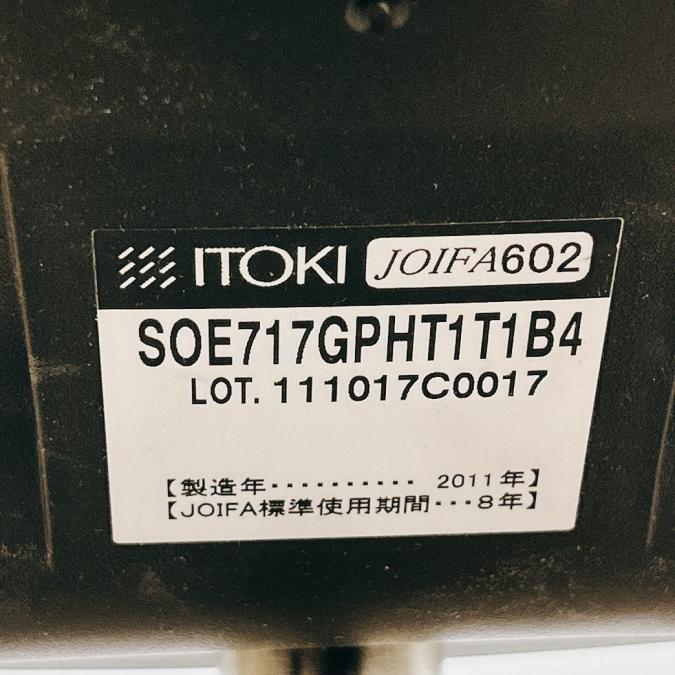 ITOKI JOIFA602
SOE717GPHT1T1B4
LOT. 111017C0017
【製造年・・・・・・・・・・ 2011年】
【JOIFA標準使用期間・・・8年】